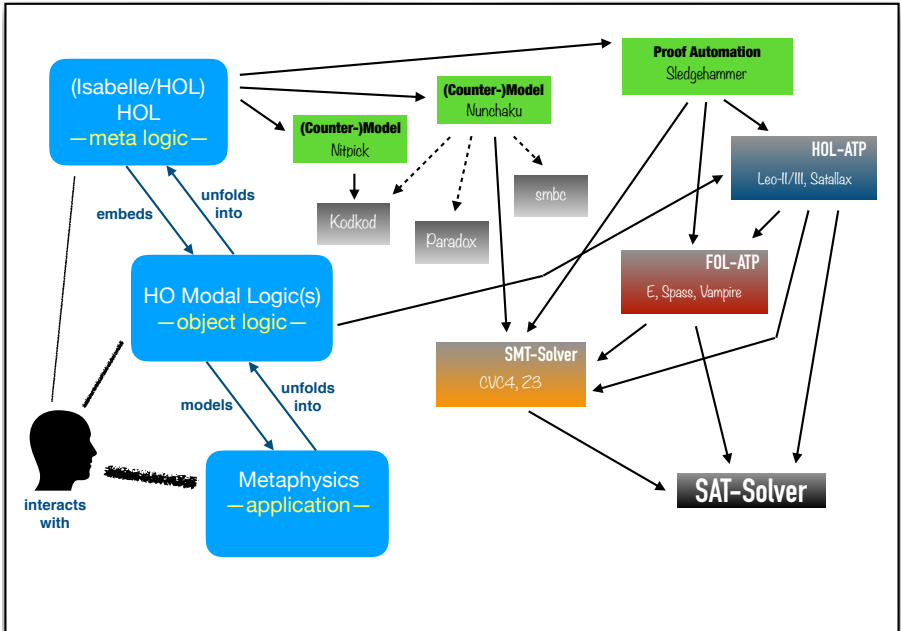 (Isabelle/HOL)
HOL
—meta logic—
(Counter-)Model
Nitpick
(Counter-)Model
Nunchaku
Proof Automation
Sledgehammer
HOL-ATP
Leo-II/III, Satallax
Kodkod
Paradox
smbc
embeds
unfolds
into
HO Modal Logic(s)
—object logic—
FOL-ATP
E, Spass, Vampire
SMT-Solver
CVC4, Z3
models
unfolds
into
Metaphysics
—application—
SAT-Solver
interacts
with